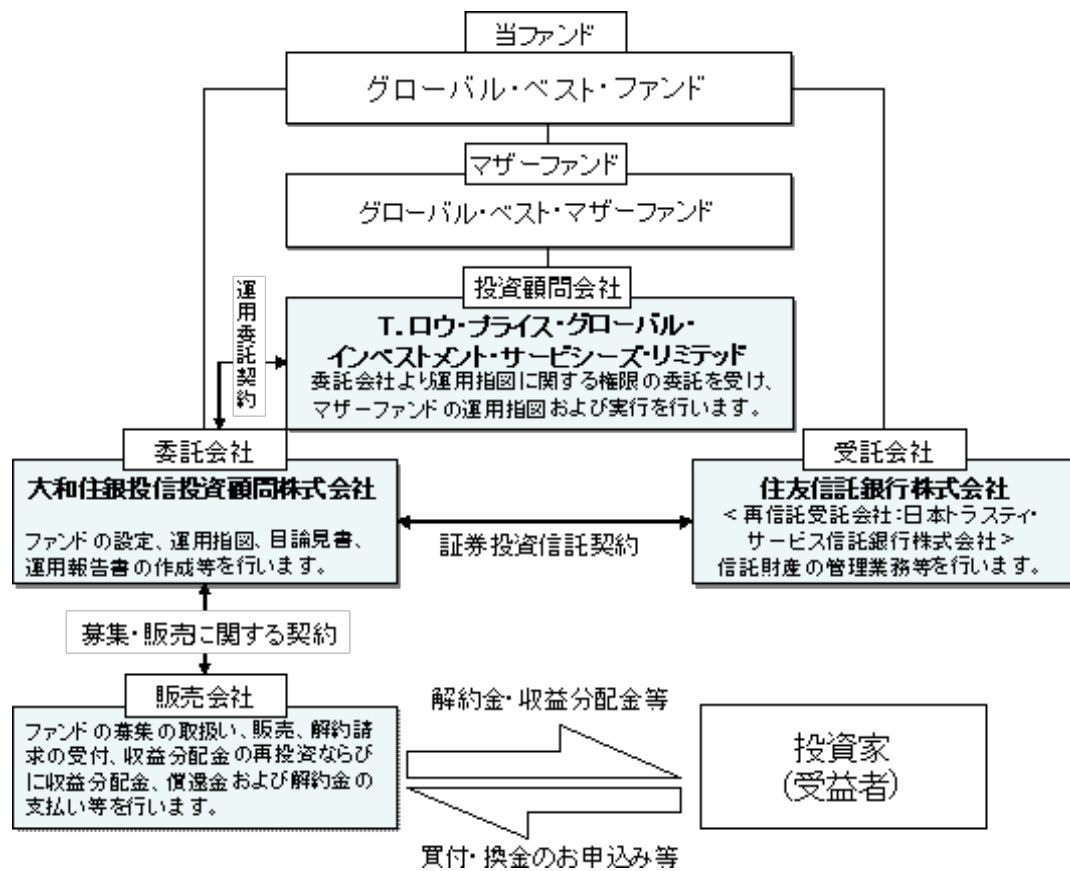 当ファンド
グローバル・ベスト・ファンド
マザーファンド
グローバル・ベスト・マザーファンド
運用委託契約
投資顧問会社
T.ロウ・プライス・グローバル・
インベストメント・サービシーズ・リミテッド
委託会社より運用指図に関する権限の委託を受け、
マザーファンドの運用指図および実行を行います。
委託会社
大和住銀投信投資顧問株式会社
ファンドの設定、運用指図、目論見書、
運用報告書の作成等を行います。
証券投資信託契約
受託会社
住友信託銀行株式会社
<再信託受託会社:日本トラスティ・
サービス信託銀行株式会社>
信託財産の管理業務等を行います。
募集・販売に関する契約
販売会社
ファンドの募集の取扱い、販売、解約請
求の受付、収益分配金の再投資ならび
に収益分配金、償還金および解約金の
支払い等を行います。
解約金・収益分配金等
買付・換金のお申込み等
投資家
(受益者)